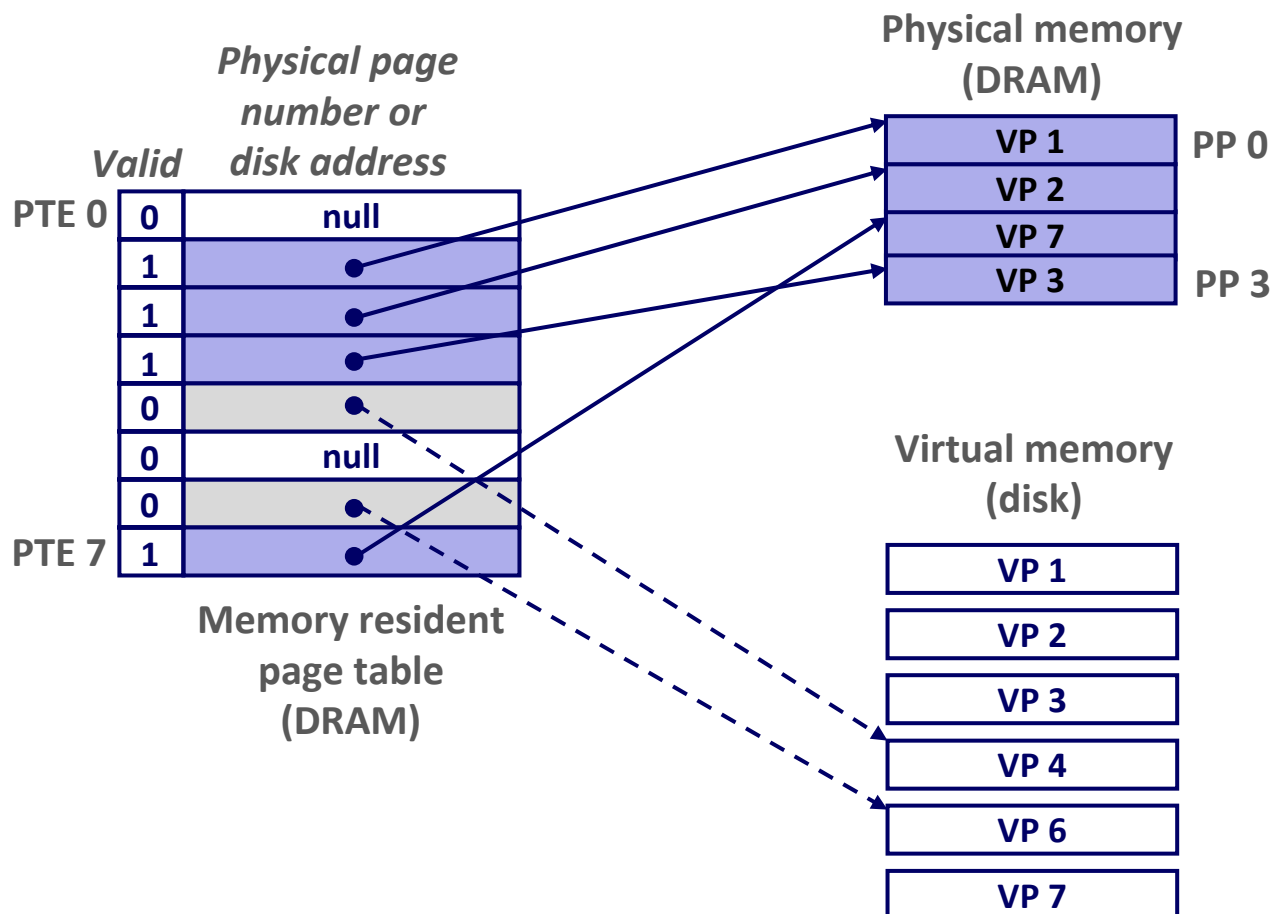 Physical memory
(DRAM)
Physical page
number or
disk address
Valid
VP 1
PP 0
VP 2
VP 7
VP 3
PP 3
PTE 0
0
null
1
1
1
0
0
null
0
PTE 7
1
Memory resident
page table
(DRAM)
Virtual memory
(disk)
VP 1
VP 2
VP 3
VP 4
VP 6
VP 7